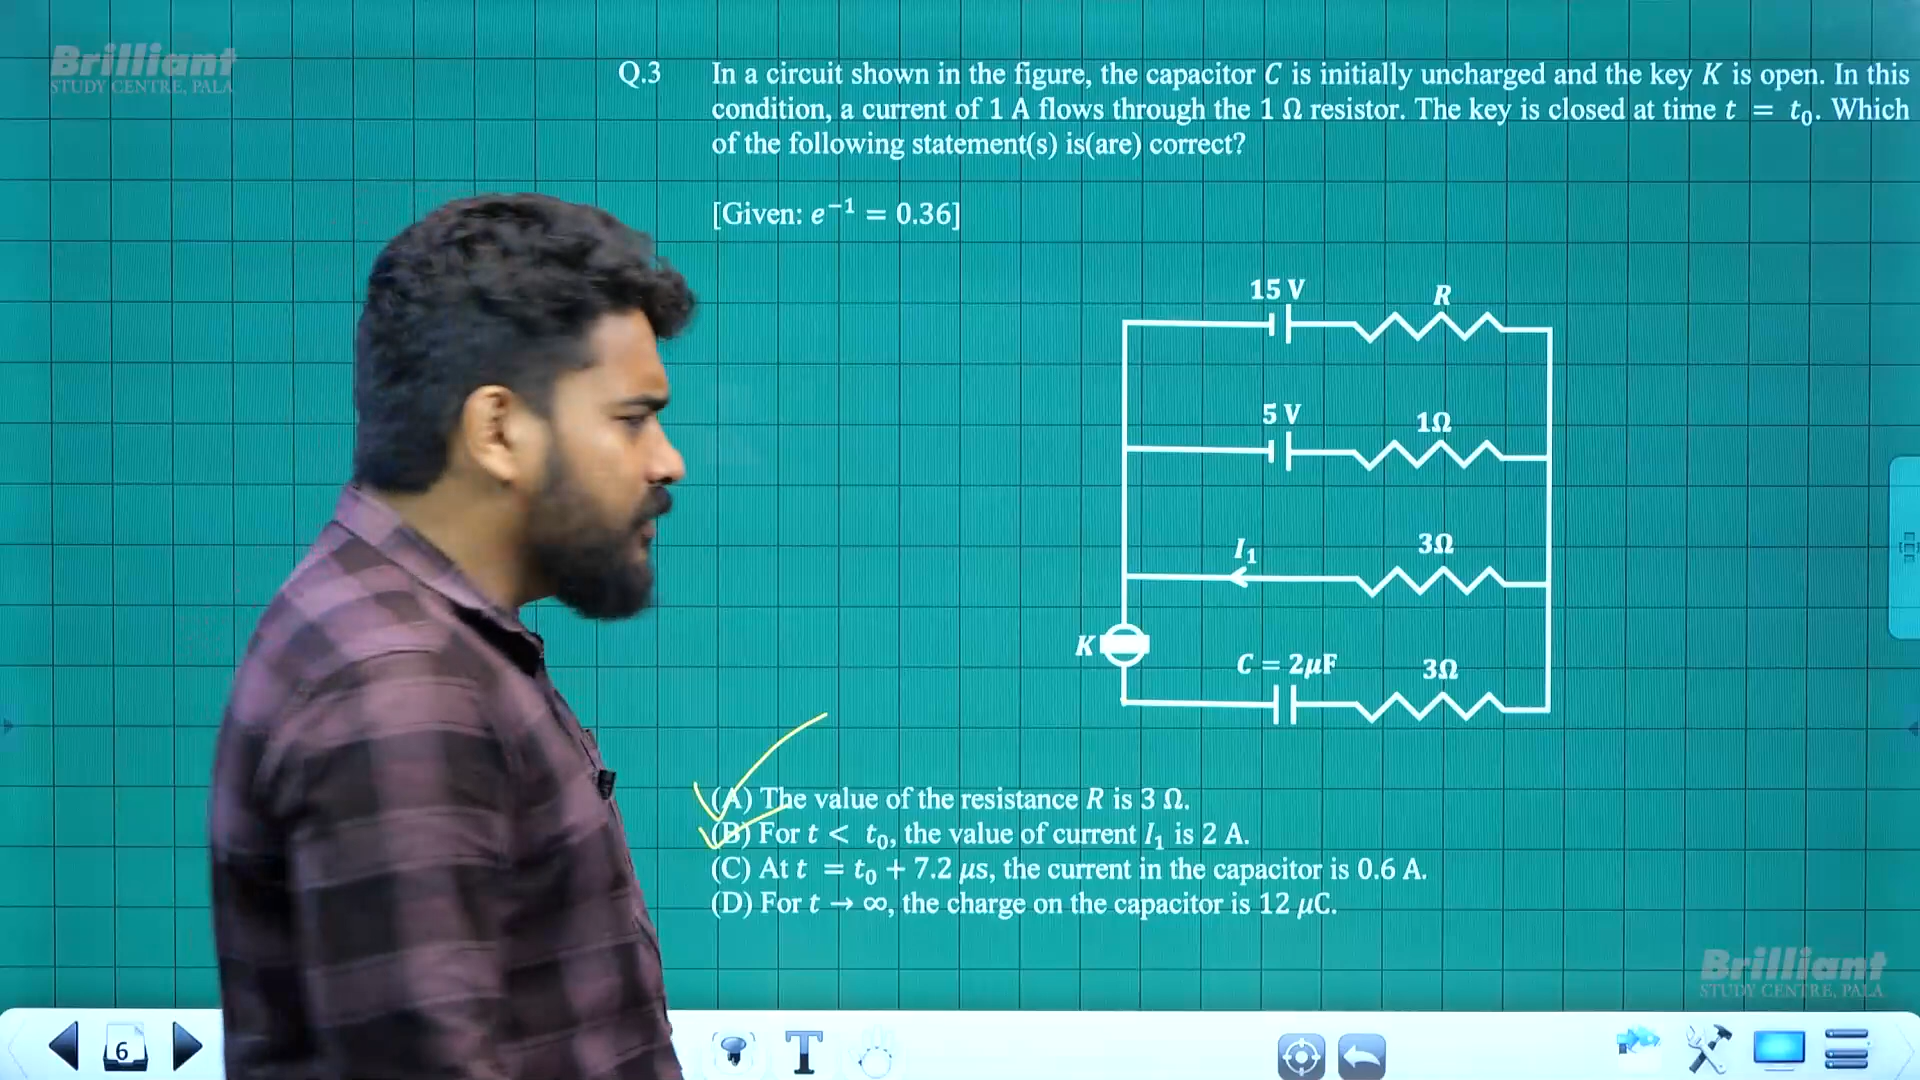 Brilliant
STUDY CENTRE, PALA
Q.3 In a circuit shown in the figure, the capacitor C is initially uncharged and the key K is open. In this
condition, a current of 1 A flows through the 1 Ω resistor. The key is closed at time t = t₀. Which
of the following statement(s) is(are) correct?
[Given: e⁻¹ = 0.36]
15 V R
5 V 1Ω
I₁ 3Ω
K
C = 2μF 3Ω
(A) The value of the resistance R is 3 Ω.
(B) For t < t₀, the value of current I₁ is 2 A.
(C) At t = t₀ + 7.2 μs, the current in the capacitor is 0.6 A.
(D) For t → ∞, the charge on the capacitor is 12 μC.
Brilliant
STUDY CENTRE, PALA
6
T